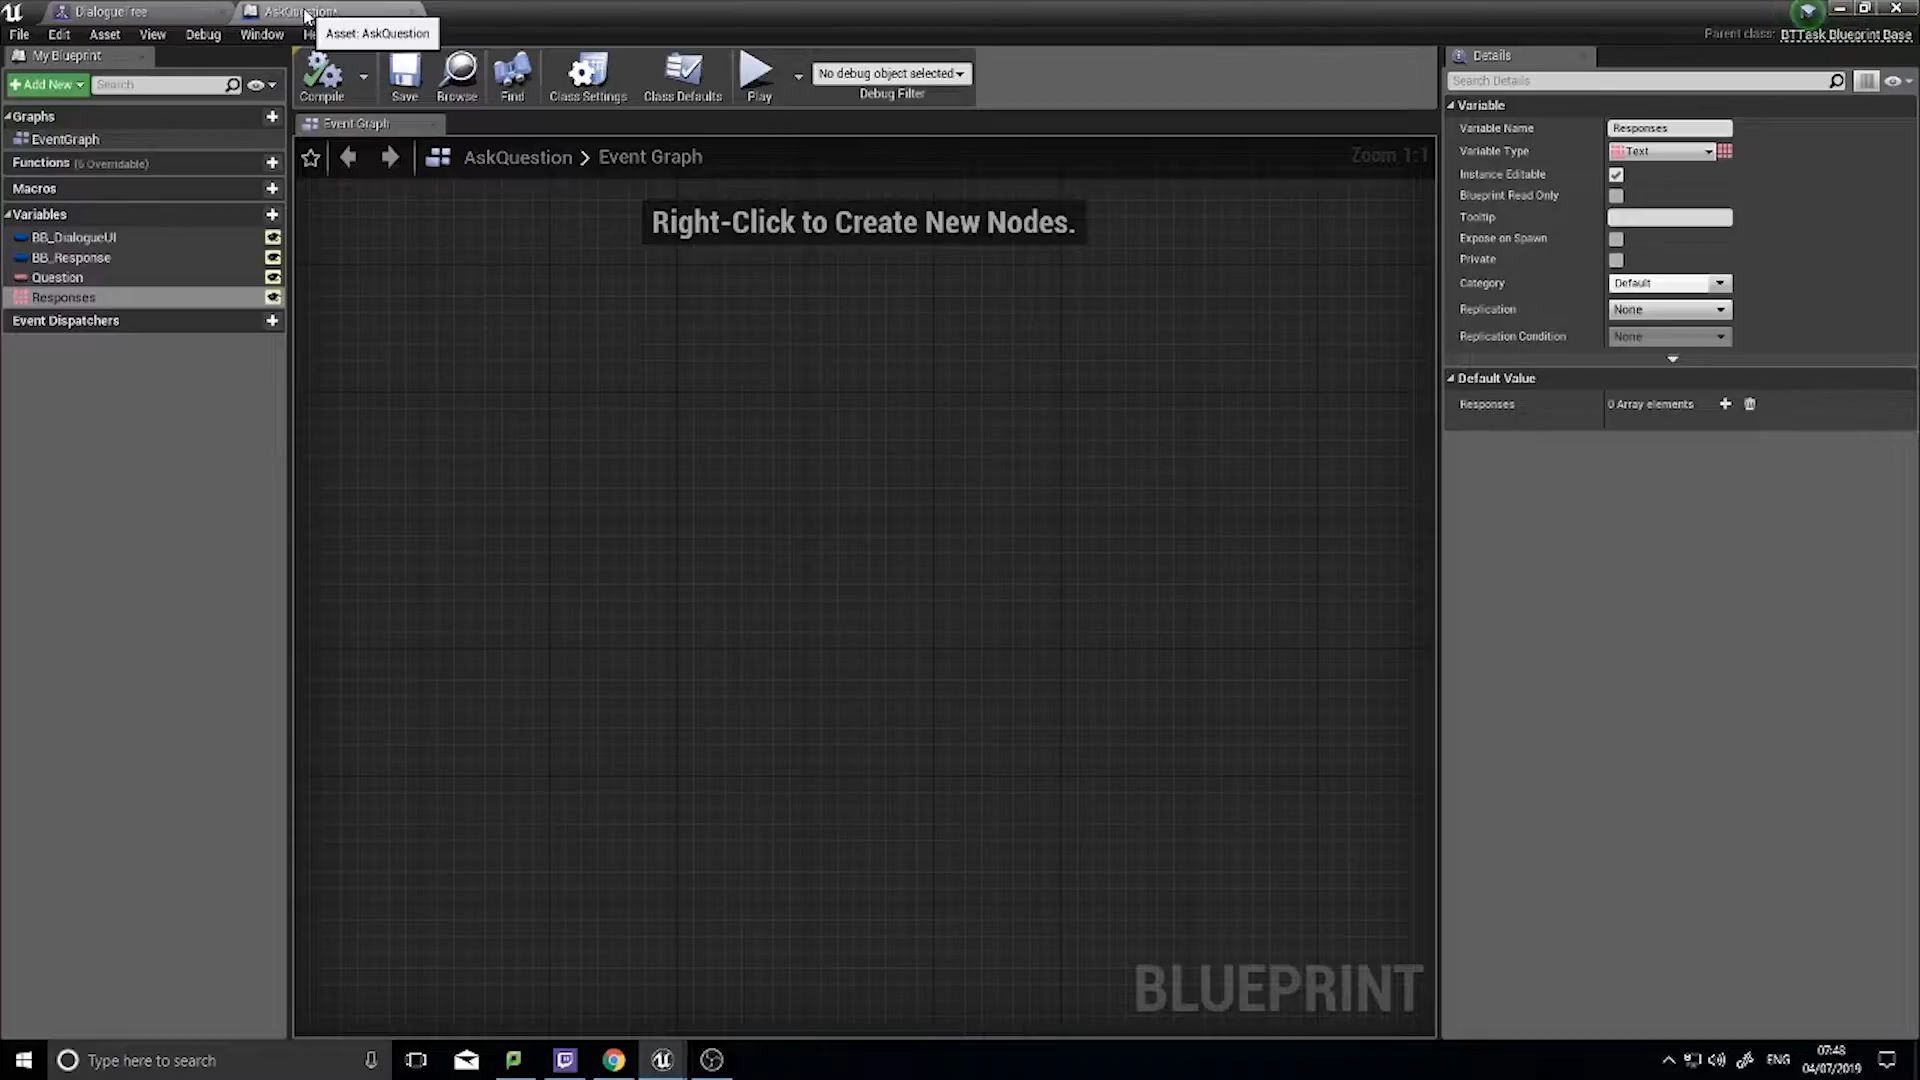 DialogueTree
AskQuestion*
File Edit Asset View Debug Window
Asset: AskQuestion
Parent class: BTTask Blueprint Base
My Blueprint
Add New
Search
Compile
Save
Browse
Find
Class Settings
Class Defaults
Play
No debug object selected
Debug Filter
Graphs
EventGraph
Functions (6 Overridable)
Macros
Variables
BB_DialogueUI
BB_Response
Question
Responses
Event Dispatchers
Event Graph
AskQuestion > Event Graph
Zoom 1:1
Right-Click to Create New Nodes.
BLUEPRINT
Details
Search Details
Variable
Variable Name Responses
Variable Type Text
Instance Editable
Blueprint Read Only
Tooltip
Expose on Spawn
Private
Category Default
Replication None
Replication Condition None
Default Value
Responses 0 Array elements
Type here to search
ENG
07:48
04/07/2019